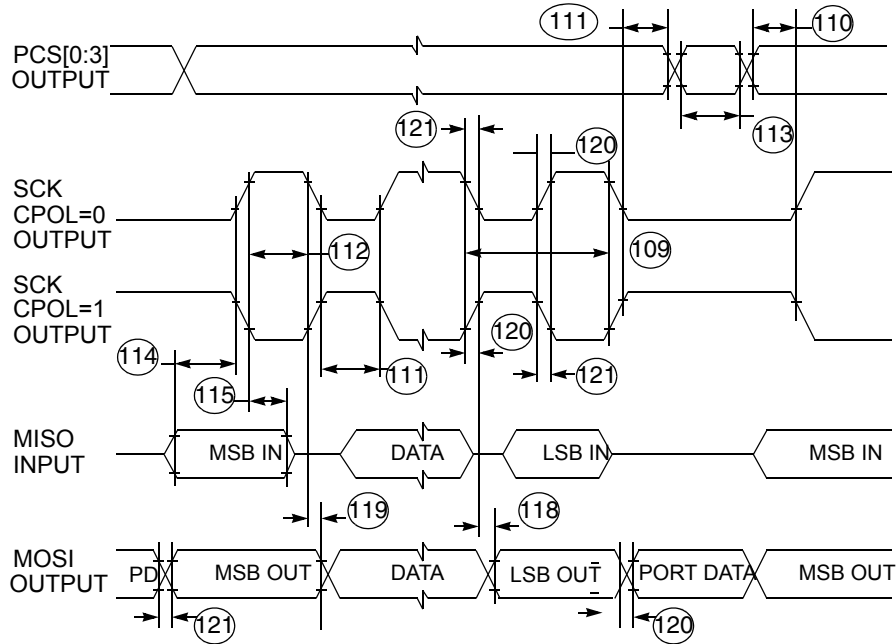 111
110
PCS[0:3]
OUTPUT
121
120
113
SCK
CPOL=0
OUTPUT
112
109
SCK
CPOL=1
OUTPUT
114
120
111
121
115
MISO
INPUT
MSB IN
DATA
LSB IN
MSB IN
119
118
MOSI
OUTPUT
PD
MSB OUT
DATA
LSB OUT
PORT DATA
MSB OUT
121
120